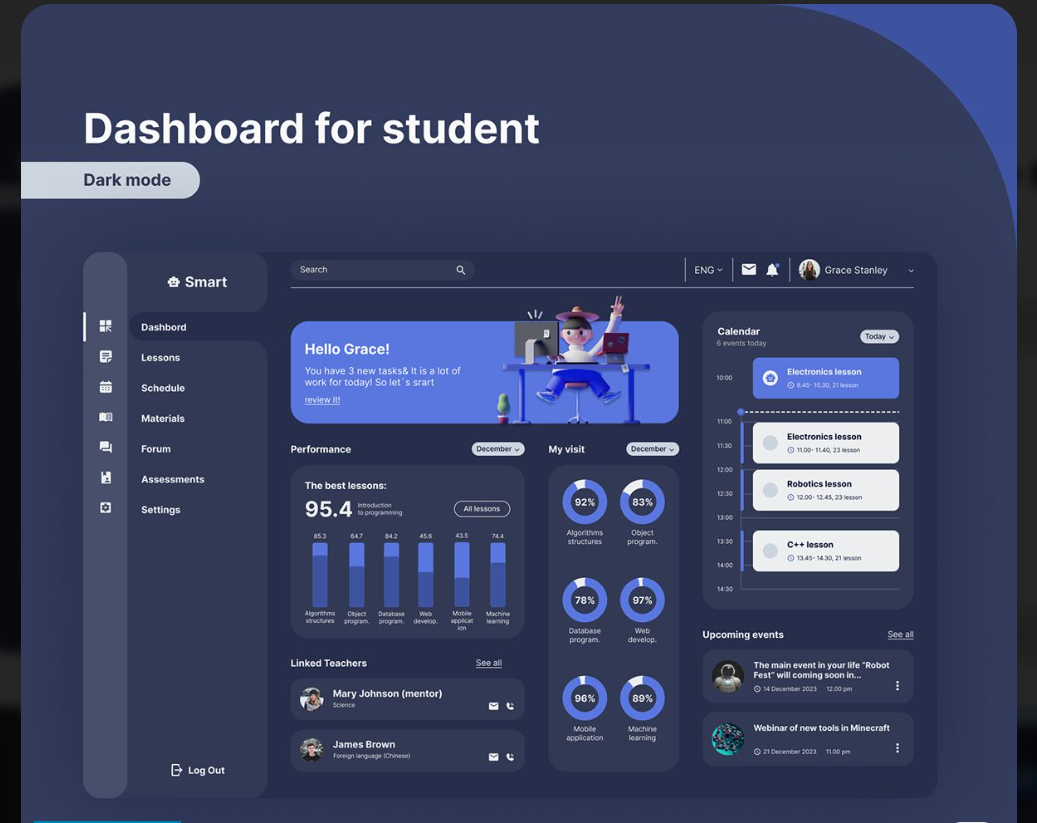 Dashboard for student
Dark mode
Smart
Dashbord
Lessons
Schedule
Materials
Forum
Assessments
Settings
Log Out
Search
ENG
Grace Stanley
Hello Grace!
You have 3 new tasks& It is a lot
of work for today! So let`s srart
review it!
Performance
December
The best lessons:
95.4
Introduction
to programming
All lessons
85.3
64.7
84.2
45.6
43.5
74.4
Algorithms
structures
Object
program.
Database
program.
Web
develop.
Mobile
applicat
ion
Machine
learning
Linked Teachers
See all
Mary Johnson (mentor)
Science
James Brown
Foreign language (Chinese)
My visit
December
92%
Algorithms
structures
83%
Object
program.
78%
Database
program.
97%
Web
develop.
96%
Mobile
application
89%
Machine
learning
Calendar
6 events today
Today
10:00
Electronics lesson
9.45- 10.30, 21 lesson
11:00
11:30
Electronics lesson
11.00- 11.40, 23 lesson
12:00
12:30
Robotics lesson
12.00- 12.45, 23 lesson
13:00
13:30
C++ lesson
13.45- 14.30, 21 lesson
14:00
14:30
Upcoming events
See all
The main event in your life “Robot
Fest” will coming soon in...
14 December 2023 12.00 pm
Webinar of new tools in Minecraft
21 December 2023 11.00 pm